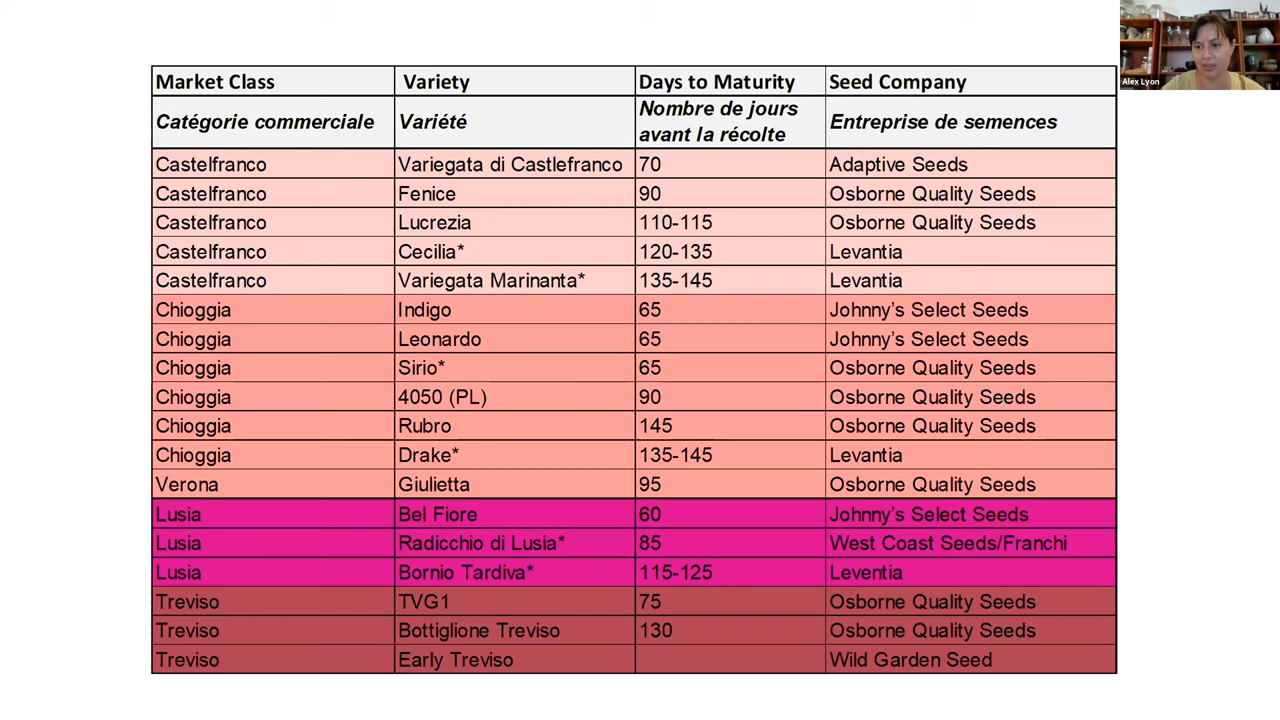 Market Class Variety Days to Maturity Seed Company
Catégorie commerciale Variété Nombre de jours avant la récolte Entreprise de semences
Castelfranco Variegata di Castlefranco 70 Adaptive Seeds
Castelfranco Fenice 90 Osborne Quality Seeds
Castelfranco Lucrezia 110-115 Osborne Quality Seeds
Castelfranco Cecilia* 120-135 Levantia
Castelfranco Variegata Marinanta* 135-145 Levantia
Chioggia Indigo 65 Johnny's Select Seeds
Chioggia Leonardo 65 Johnny's Select Seeds
Chioggia Sirio* 65 Osborne Quality Seeds
Chioggia 4050 (PL) 90 Osborne Quality Seeds
Chioggia Rubro 145 Osborne Quality Seeds
Chioggia Drake* 135-145 Levantia
Verona Giulietta 95 Osborne Quality Seeds
Lusia Bel Fiore 60 Johnny's Select Seeds
Lusia Radicchio di Lusia* 85 West Coast Seeds/Franchi
Lusia Bornio Tardiva* 115-125 Leventia
Treviso TVG1 75 Osborne Quality Seeds
Treviso Bottiglione Treviso 130 Osborne Quality Seeds
Treviso Early Treviso Wild Garden Seed
Alex Lyon